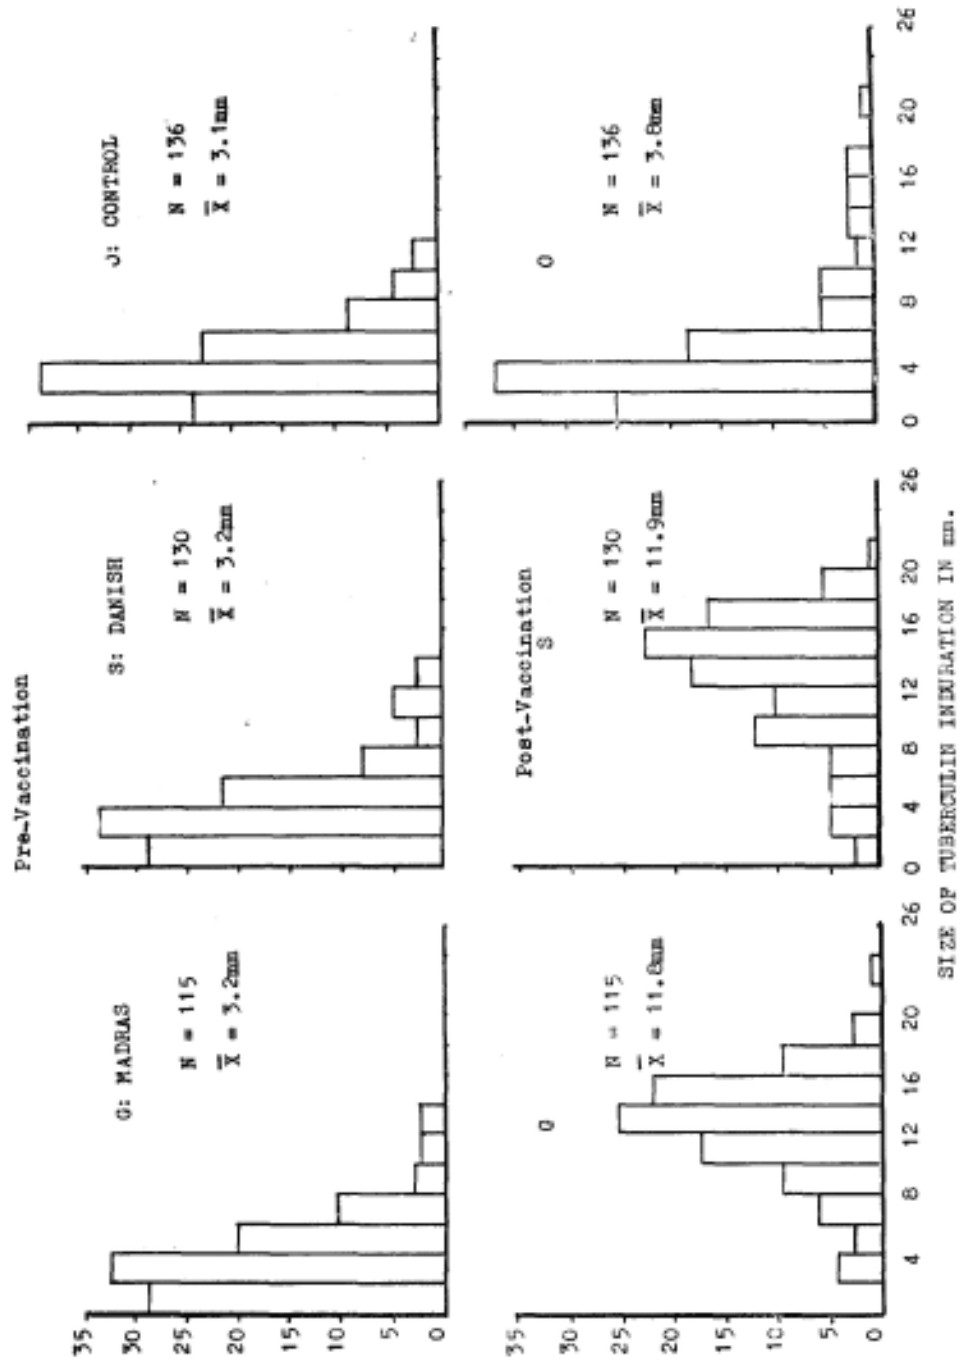 Pre-Vaccination
G: MADRAS
N = 115
X̄ = 3.2mm
S: DANISH
N = 130
X̄ = 3.2mm
J: CONTROL
N = 136
X̄ = 3.1mm
35
30
25
20
15
10
5
0
Post-Vaccination
G
N = 115
X̄ = 11.8mm
S
N = 130
X̄ = 11.9mm
O
N = 136
X̄ = 3.8mm
35
30
25
20
15
10
5
0
4 8 12 16 20 26 0 4 8 12 16 20 26 0 4 8 12 16 20 26
SIZE OF TUBERCULIN INDURATION IN mm.